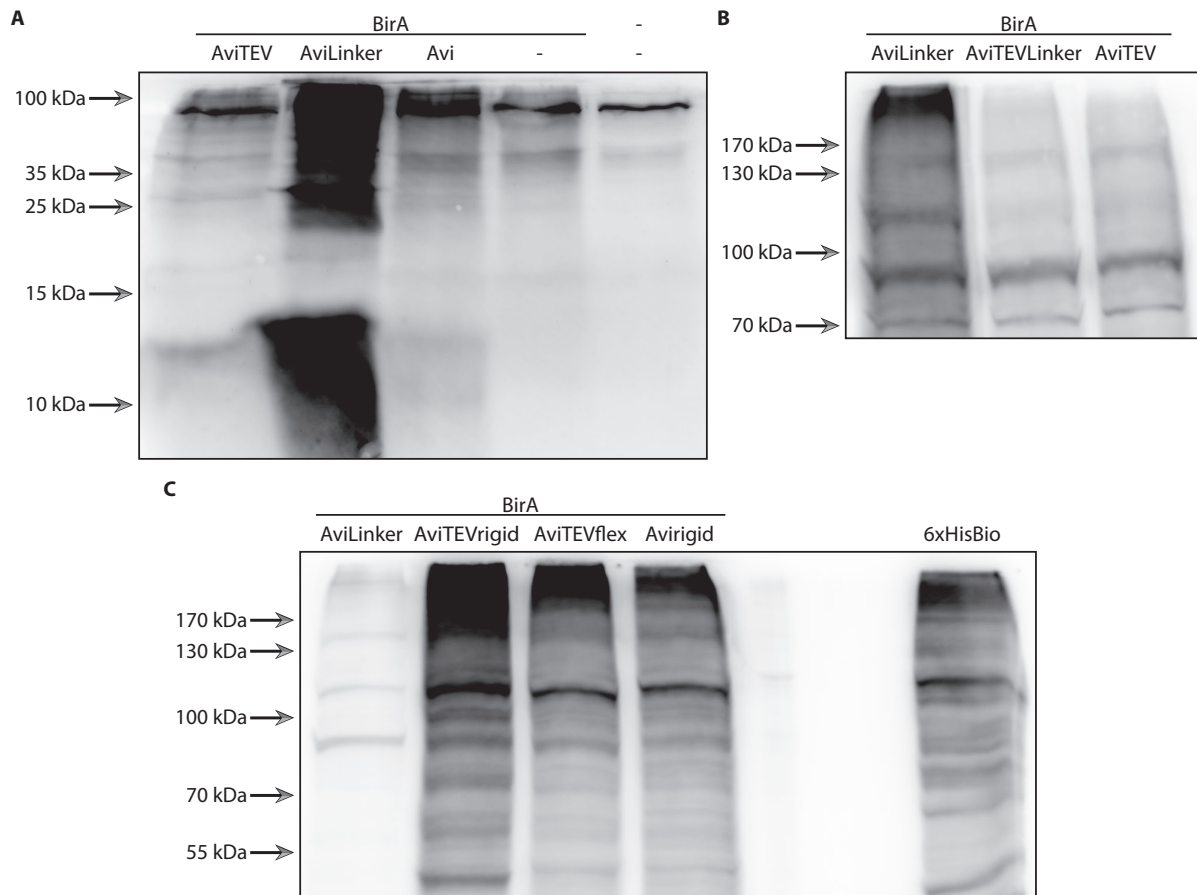 A
BirA -
AviTEV AviLinker Avi - -
100 kDa
35 kDa
25 kDa
15 kDa
10 kDa
B
BirA
AviLinker AviTEVLinker AviTEV
170 kDa
130 kDa
100 kDa
70 kDa
C
BirA
AviLinker AviTEVrigid AviTEVflex Avirigid 6xHisBio
170 kDa
130 kDa
100 kDa
70 kDa
55 kDa